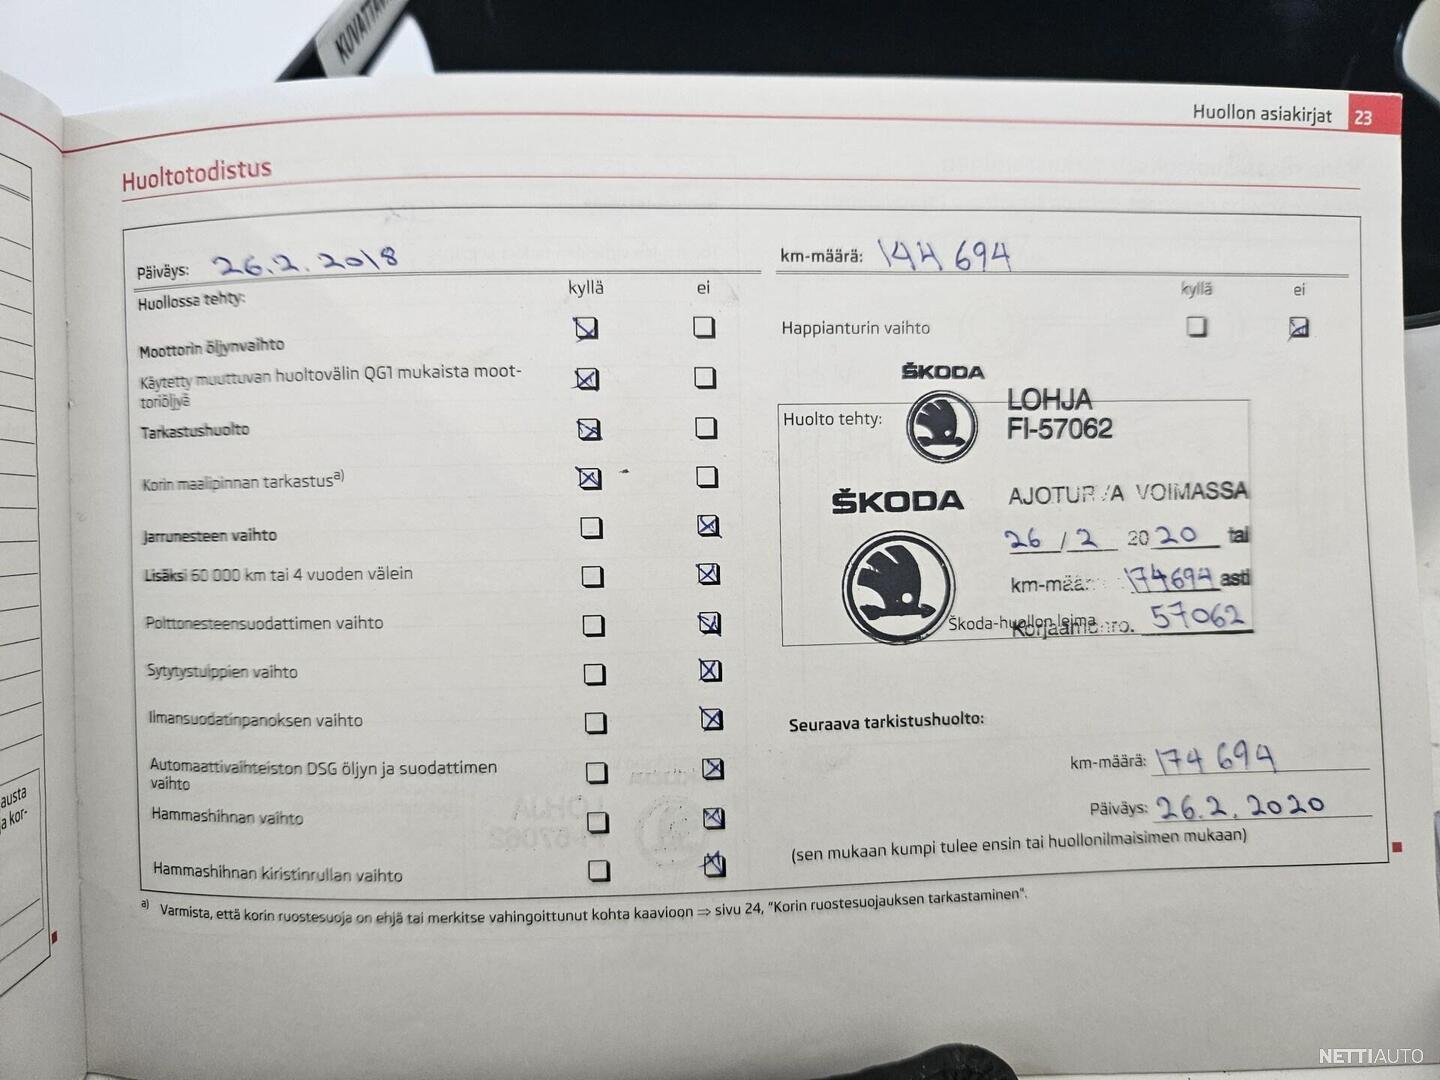 KUVATTAV
Huollon asiakirjat 23
Huoltotodistus
Päiväys: 26.2.2018
km-määrä: 144 694
Huollossa tehty:
kyllä ei
kyllä ei
Moottorin öljynvaihto
Happianturin vaihto
Käytetty muuttuvan huoltovälin QG1 mukaista moot-
toriöljyä
Tarkastushuolto
Korin maalipinnan tarkastus a)
Jarrunesteen vaihto
Lisäksi 60 000 km tai 4 vuoden välein
Polttonesteensuodattimen vaihto
Sytytystulppien vaihto
Ilmansuodatinpanoksen vaihto
Automaattivaihteiston DSG öljyn ja suodattimen
vaihto
Hammashihnan vaihto
Hammashihnan kiristinrullan vaihto
Huolto tehty:
ŠKODA
LOHJA
FI-57062
ŠKODA
AJOTURVA VOIMASSA
26 / 2 2020 tai
km-määrä 174694 asti
Škoda-huollon leima
Korjaamonro. 57062
Seuraava tarkistushuolto:
km-määrä: 174 694
Päiväys: 26.2.2020
(sen mukaan kumpi tulee ensin tai huollonilmaisimen mukaan)
a) Varmista, että korin ruostesuoja on ehjä tai merkitse vahingoittunut kohta kaavioon ⇒ sivu 24, "Korin ruostesuojauksen tarkastaminen".
austa
ja kor-
NETTIAUTO